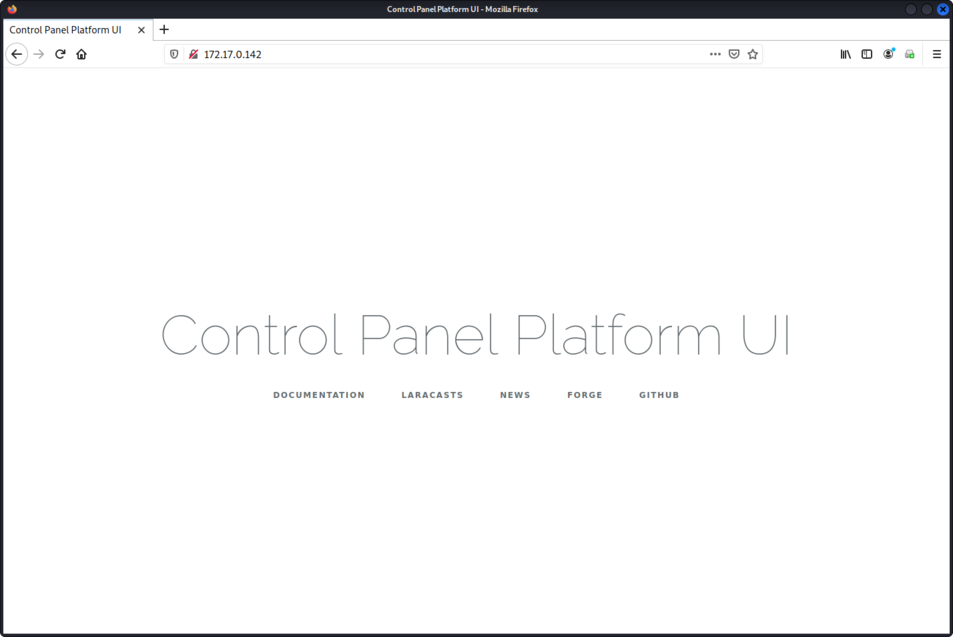 Control Panel Platform UI - Mozilla Firefox
Control Panel Platform UI
172.17.0.142
Control Panel Platform UI
DOCUMENTATION LARACASTS NEWS FORGE GITHUB